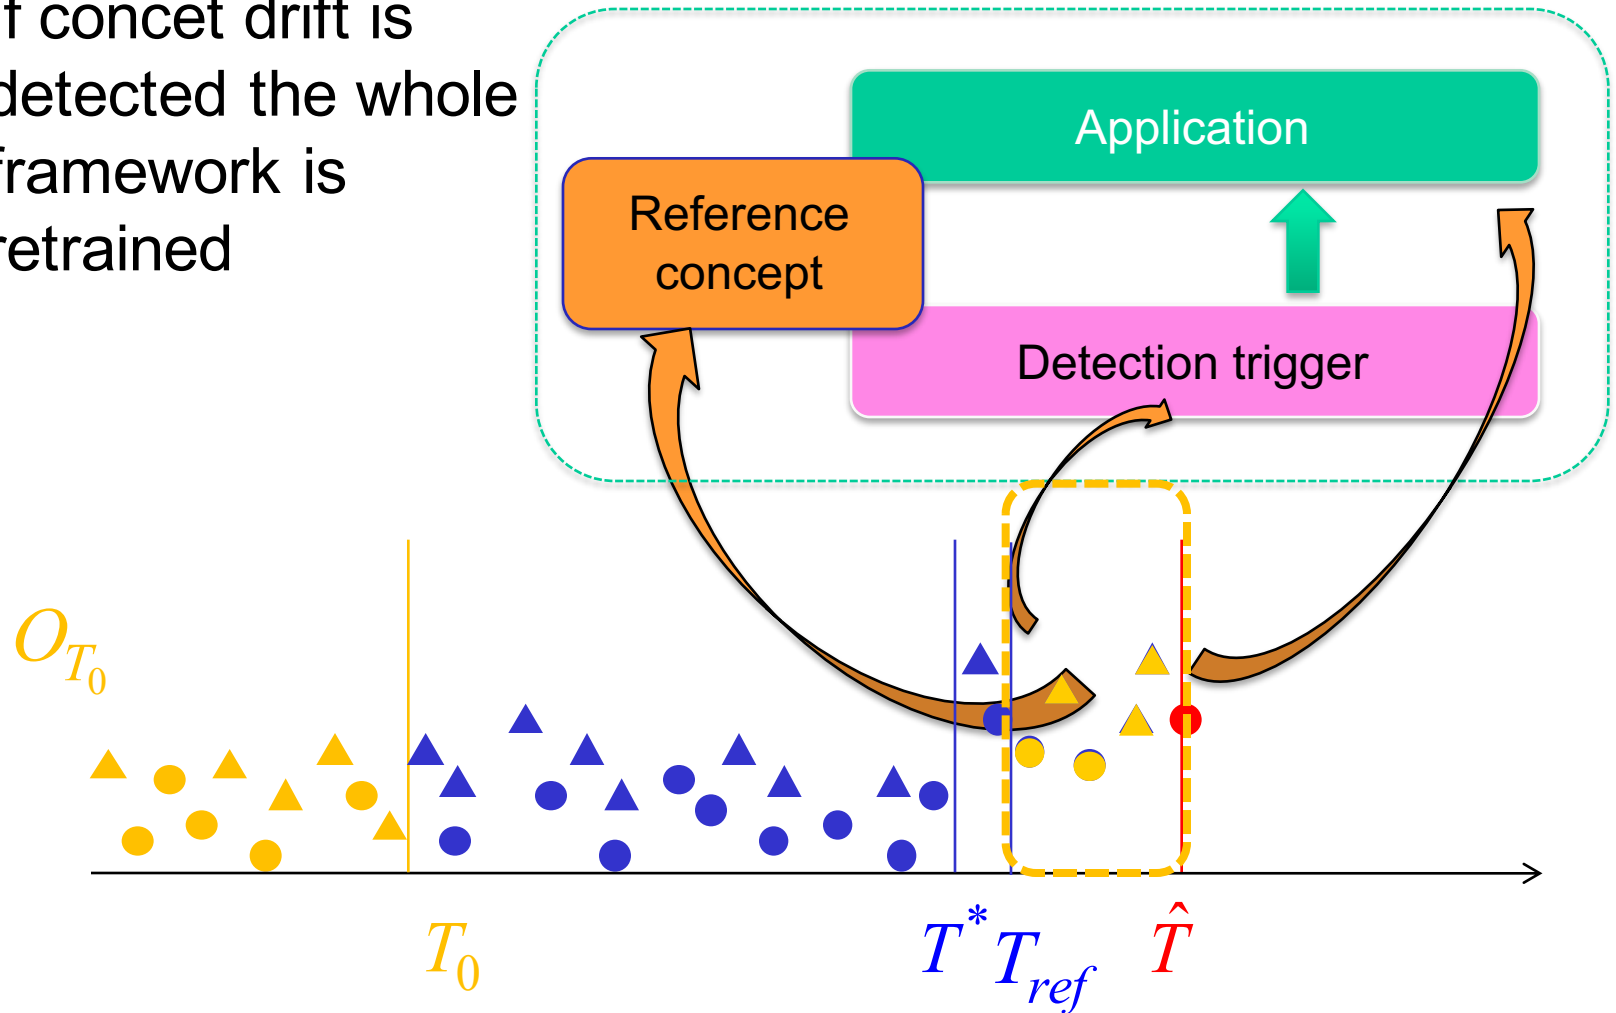 f concet drift is
detected the whole
framework is
retrained
Application
Reference
concept
Detection trigger
O_{T_0}
T_0
T^* T_{ref} \hat{T}